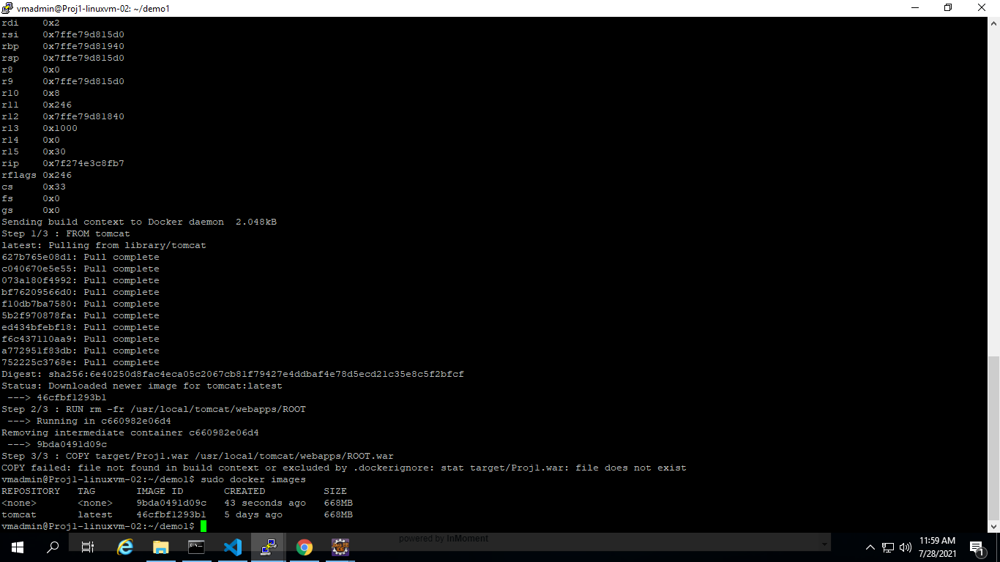 vmadmin@Proj1-linuxvm-02: ~/demo1
rdi 0x2
rsi 0x7ffe79d815d0
rbp 0x7ffe79d81940
rsp 0x7ffe79d815d0
r8 0x0
r9 0x7ffe79d815d0
r10 0x8
r11 0x246
r12 0x7ffe79d81840
r13 0x1000
r14 0x0
r15 0x30
rip 0x7f274e3c8fb7
rflags 0x246
cs 0x33
fs 0x0
gs 0x0
Sending build context to Docker daemon 2.048kB
Step 1/3 : FROM tomcat
latest: Pulling from library/tomcat
627b765e08d1: Pull complete
c040670e5e55: Pull complete
073a180f4992: Pull complete
bf76209566d0: Pull complete
f10db7ba7580: Pull complete
5b2f970878fa: Pull complete
ed434bfebf18: Pull complete
f6c437110aa9: Pull complete
a772951f83db: Pull complete
752225c3768e: Pull complete
Digest: sha256:6e40250d8fac4eca05c2067cb81f79427e4ddbaf4e78d5ecd21c35e8c5f2bfcf
Status: Downloaded newer image for tomcat:latest
---> 46cfbf1293b1
Step 2/3 : RUN rm -fr /usr/local/tomcat/webapps/ROOT
---> Running in c660982e06d4
Removing intermediate container c660982e06d4
---> 9bda0491d09c
Step 3/3 : COPY target/Proj1.war /usr/local/tomcat/webapps/ROOT.war
COPY failed: file not found in build context or excluded by .dockerignore: stat target/Proj1.war: file does not exist
vmadmin@Proj1-linuxvm-02:~/demo1$ sudo docker images
REPOSITORY TAG IMAGE ID CREATED SIZE
<none> <none> 9bda0491d09c 43 seconds ago 668MB
tomcat latest 46cfbf1293b1 5 days ago 668MB
vmadmin@Proj1-linuxvm-02:~/demo1$
powered by InMoment
11:59 AM
7/28/2021
1